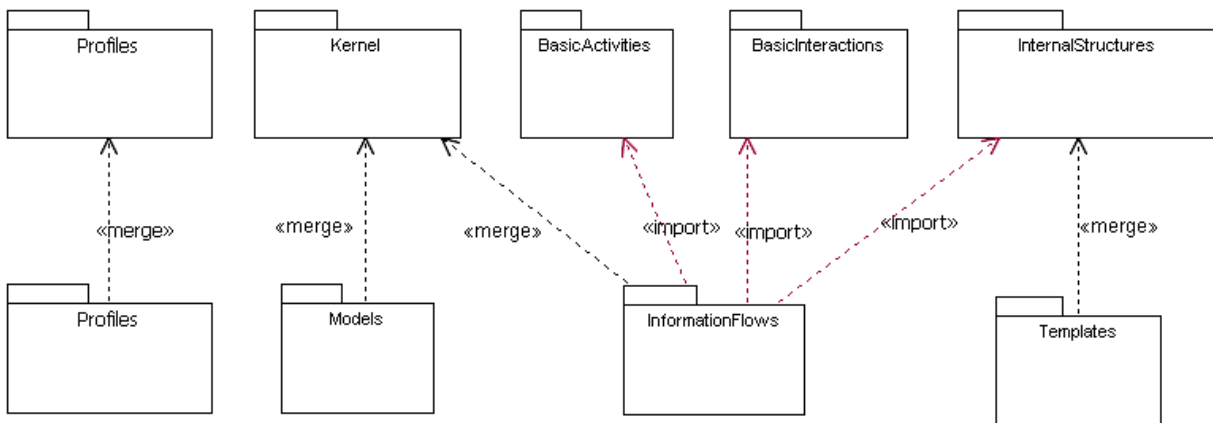 Profiles
Kernel
BasicActivities
BasicInteractions
InternalStructures
«merge»
«merge»
«merge»
«import»
«import»
«import»
«merge»
Profiles
Models
InformationFlows
Templates